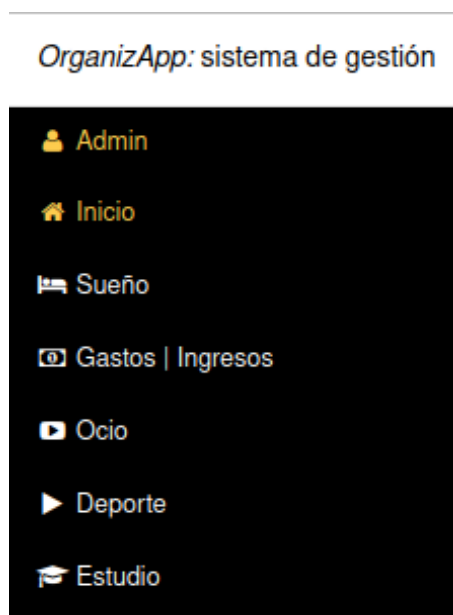 OrganizApp: sistema de gestión
Admin
Inicio
Sueño
Gastos | Ingresos
Ocio
Deporte
Estudio